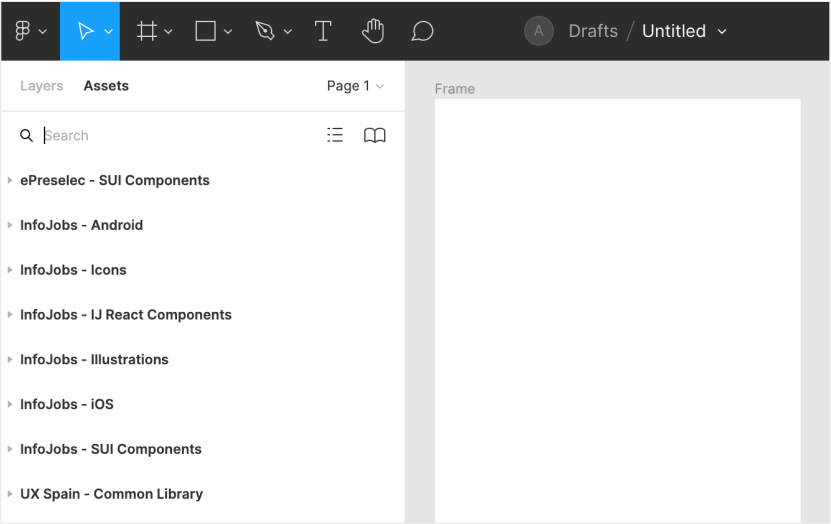 A Drafts / Untitled
Layers Assets Page 1
Search
ePreselec - SUI Components
InfoJobs - Android
InfoJobs - Icons
InfoJobs - IJ React Components
InfoJobs - Illustrations
InfoJobs - iOS
InfoJobs - SUI Components
UX Spain - Common Library
Frame